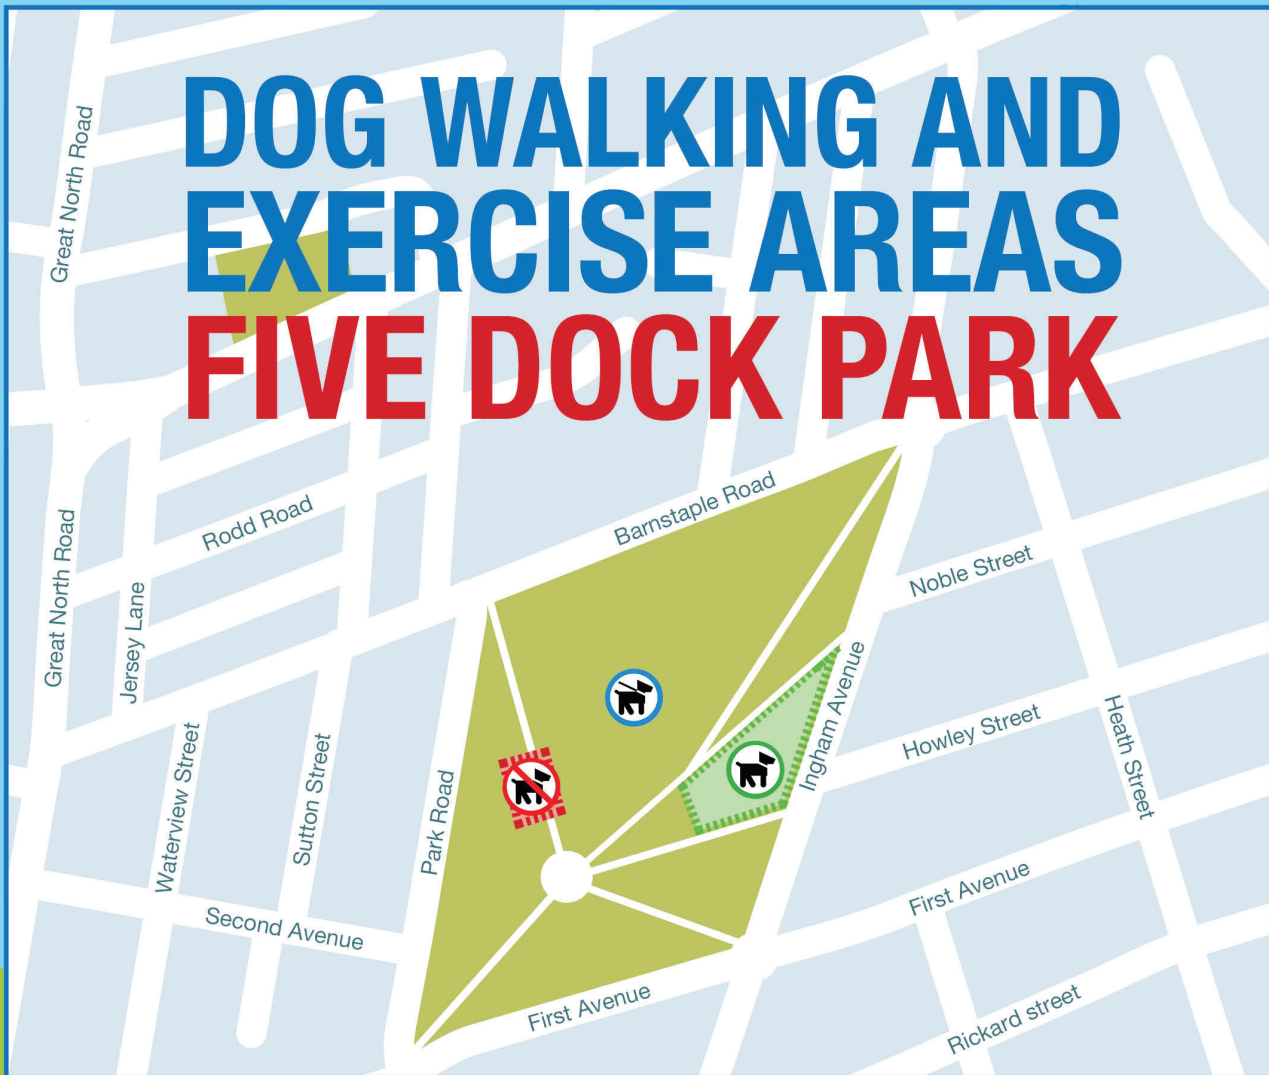 DOG WALKING AND
EXERCISE AREAS
FIVE DOCK PARK
Great North Road
Rodd Road
Barnstaple Road
Great North Road
Jersey Lane
Noble Street
Waterview Street
Sutton Street
Park Road
Ingham Avenue
Howley Street
Heath Street
Second Avenue
First Avenue
First Avenue
Rickard street